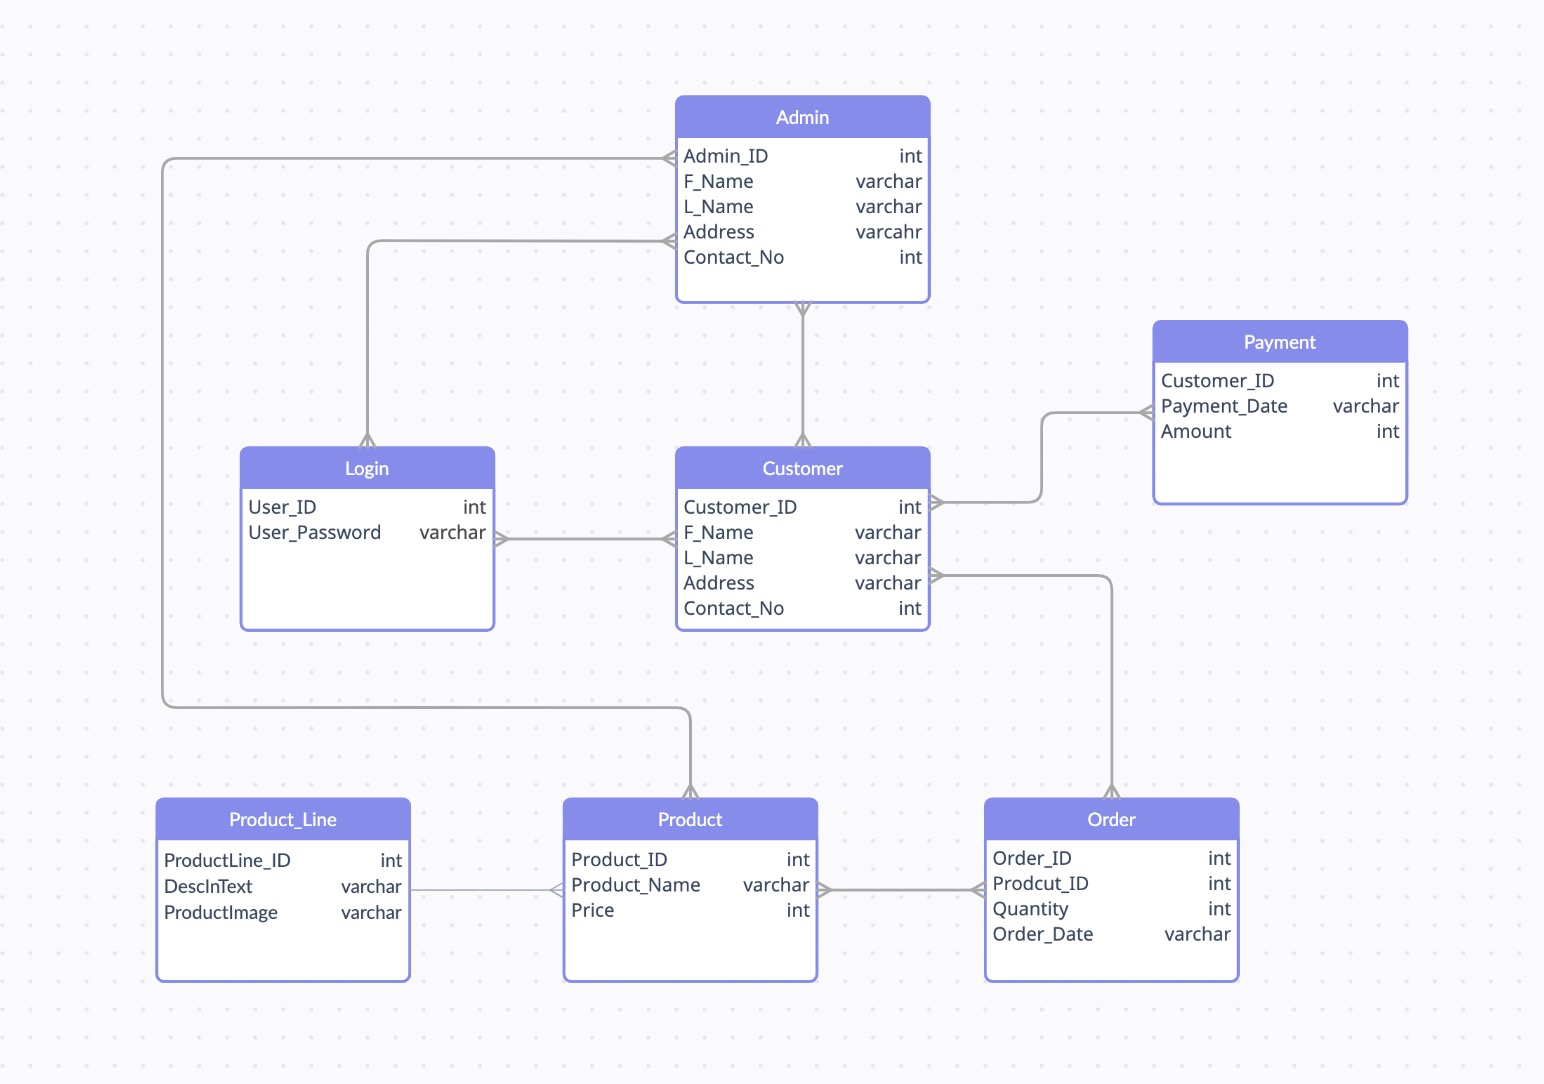 Admin
Admin_ID int
F_Name varchar
L_Name varchar
Address varcahr
Contact_No int
Payment
Customer_ID int
Payment_Date varchar
Amount int
Login
User_ID int
User_Password varchar
Customer
Customer_ID int
F_Name varchar
L_Name varchar
Address varchar
Contact_No int
Product_Line
ProductLine_ID int
DescInText varchar
ProductImage varchar
Product
Product_ID int
Product_Name varchar
Price int
Order
Order_ID int
Prodcut_ID int
Quantity int
Order_Date varchar